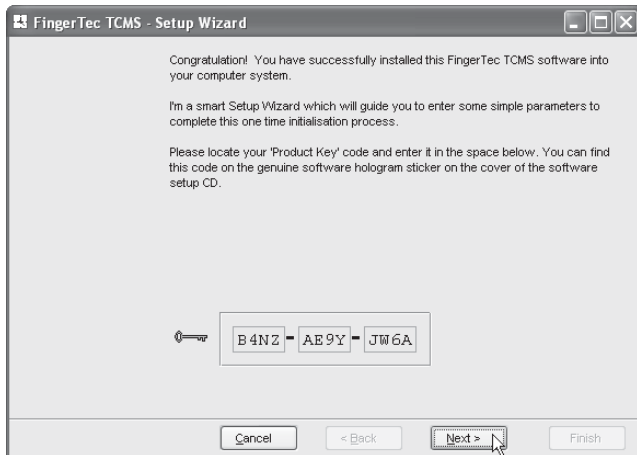 FingerTec TCMS - Setup Wizard
Congratulation! You have successfully installed this FingerTec TCMS software into
your computer system.
I'm a smart Setup Wizard which will guide you to enter some simple parameters to
complete this one time initialisation process.
Please locate your 'Product Key' code and enter it in the space below. You can find
this code on the genuine software hologram sticker on the cover of the software
setup CD.
B4NZ - AE9Y - JW6A
Cancel < Back Next > Finish